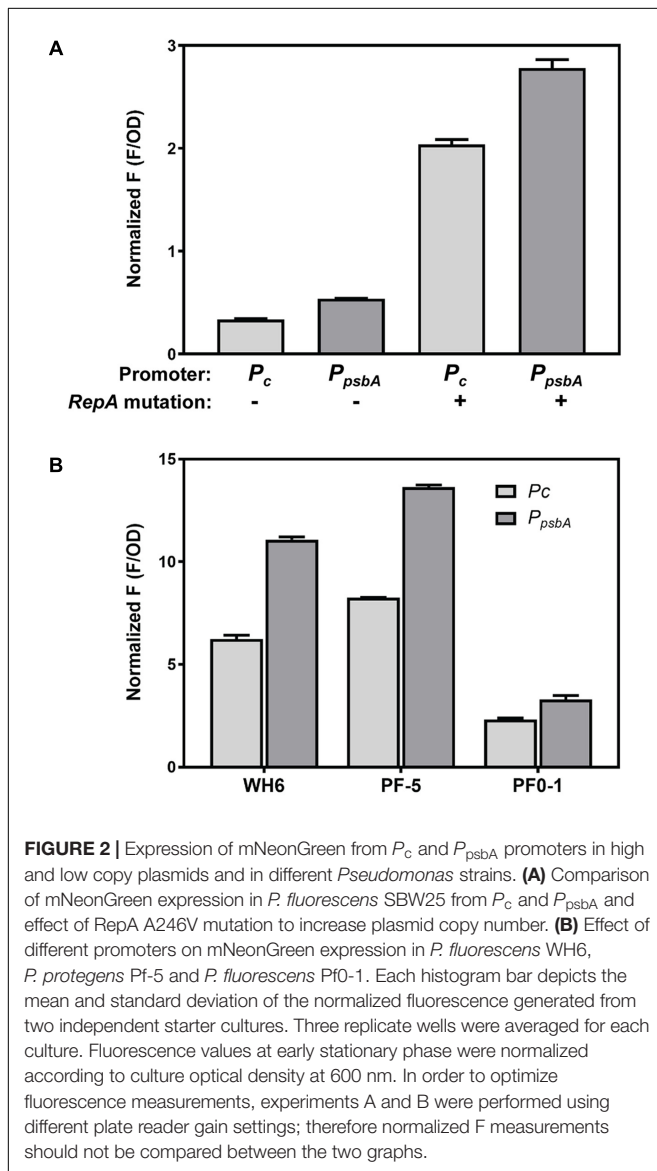 A
3
2
1
0
Normalized F (F/OD)
Promoter: Pc PpsbA Pc PpsbA
RepA mutation: - - + +
B
15
10
5
0
Normalized F (F/OD)
Pc
PpsbA
WH6 PF-5 PF0-1
FIGURE 2 | Expression of mNeonGreen from Pc and PpsbA promoters in high
and low copy plasmids and in different Pseudomonas strains. (A) Comparison
of mNeonGreen expression in P. fluorescens SBW25 from Pc and PpsbA and
effect of RepA A246V mutation to increase plasmid copy number. (B) Effect of
different promoters on mNeonGreen expression in P. fluorescens WH6,
P. protegens Pf-5 and P. fluorescens Pf0-1. Each histogram bar depicts the
mean and standard deviation of the normalized fluorescence generated from
two independent starter cultures. Three replicate wells were averaged for each
culture. Fluorescence values at early stationary phase were normalized
according to culture optical density at 600 nm. In order to optimize
fluorescence measurements, experiments A and B were performed using
different plate reader gain settings; therefore normalized F measurements
should not be compared between the two graphs.